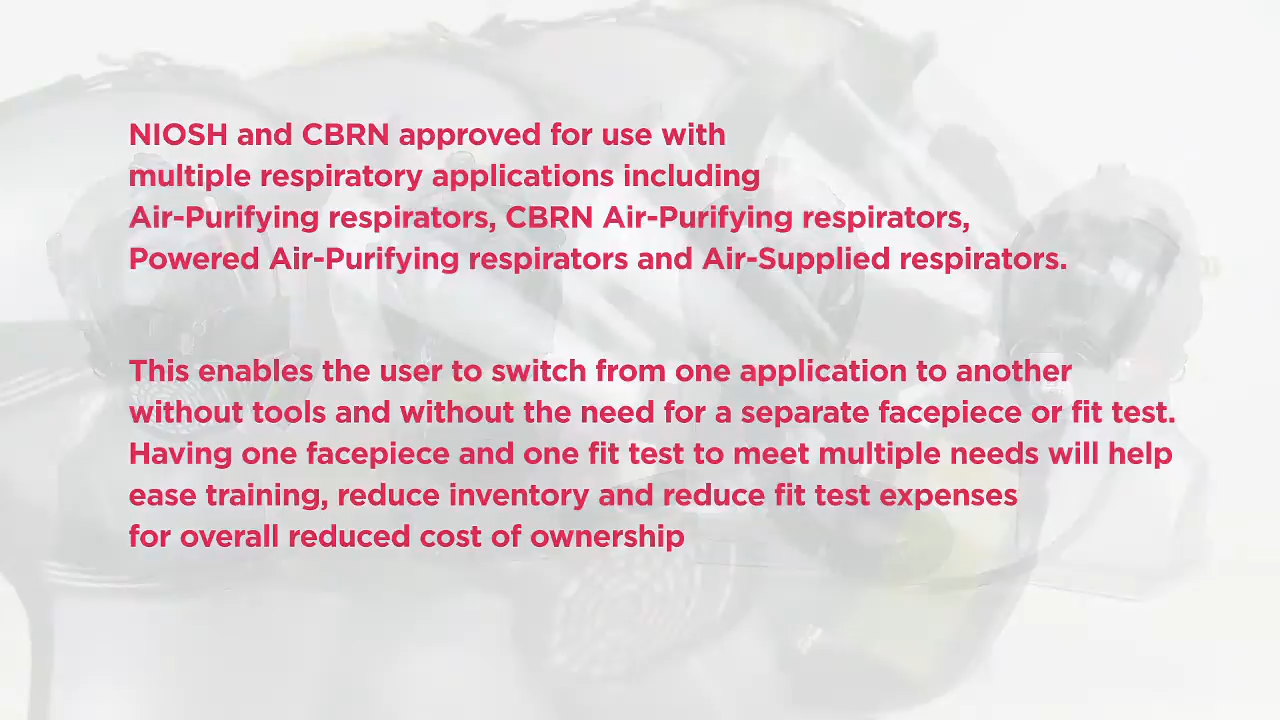 NIOSH and CBRN approved for use with
multiple respiratory applications including
Air-Purifying respirators, CBRN Air-Purifying respirators,
Powered Air-Purifying respirators and Air-Supplied respirators.
This enables the user to switch from one application to another
without tools and without the need for a separate facepiece or fit test.
Having one facepiece and one fit test to meet multiple needs will help
ease training, reduce inventory and reduce fit test expenses
for overall reduced cost of ownership